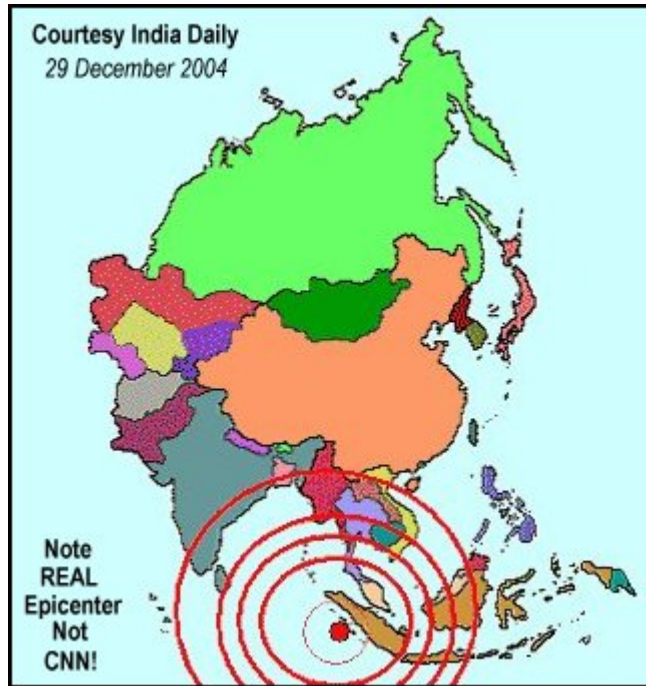 Courtesy India Daily
29 December 2004
Note
REAL
Epicenter
Not
CNN!